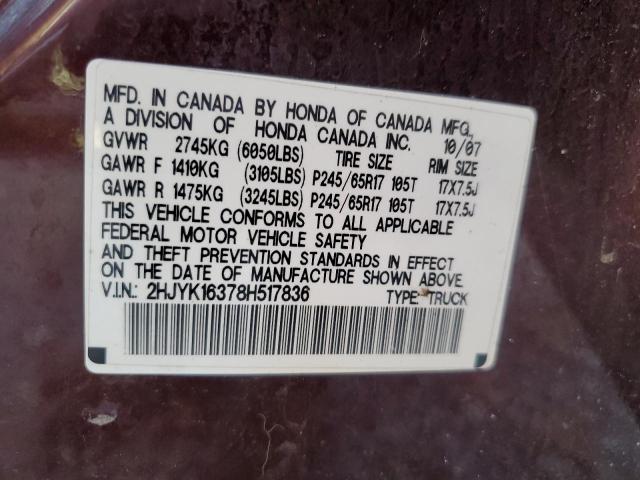 MFD. IN CANADA BY HONDA OF CANADA MFG.,
A DIVISION OF HONDA CANADA INC. 10/07
GVWR 2745KG (6050LBS) TIRE SIZE RIM SIZE
GAWR F 1410KG (3105LBS) P245/65R17 105T 17X7.5J
GAWR R 1475KG (3245LBS) P245/65R17 105T 17X7.5J
THIS VEHICLE CONFORMS TO ALL APPLICABLE
FEDERAL MOTOR VEHICLE SAFETY
AND THEFT PREVENTION STANDARDS IN EFFECT
ON THE DATE OF MANUFACTURE SHOWN ABOVE.
V.I.N.: 2HJYK16378H517836 TYPE: TRUCK